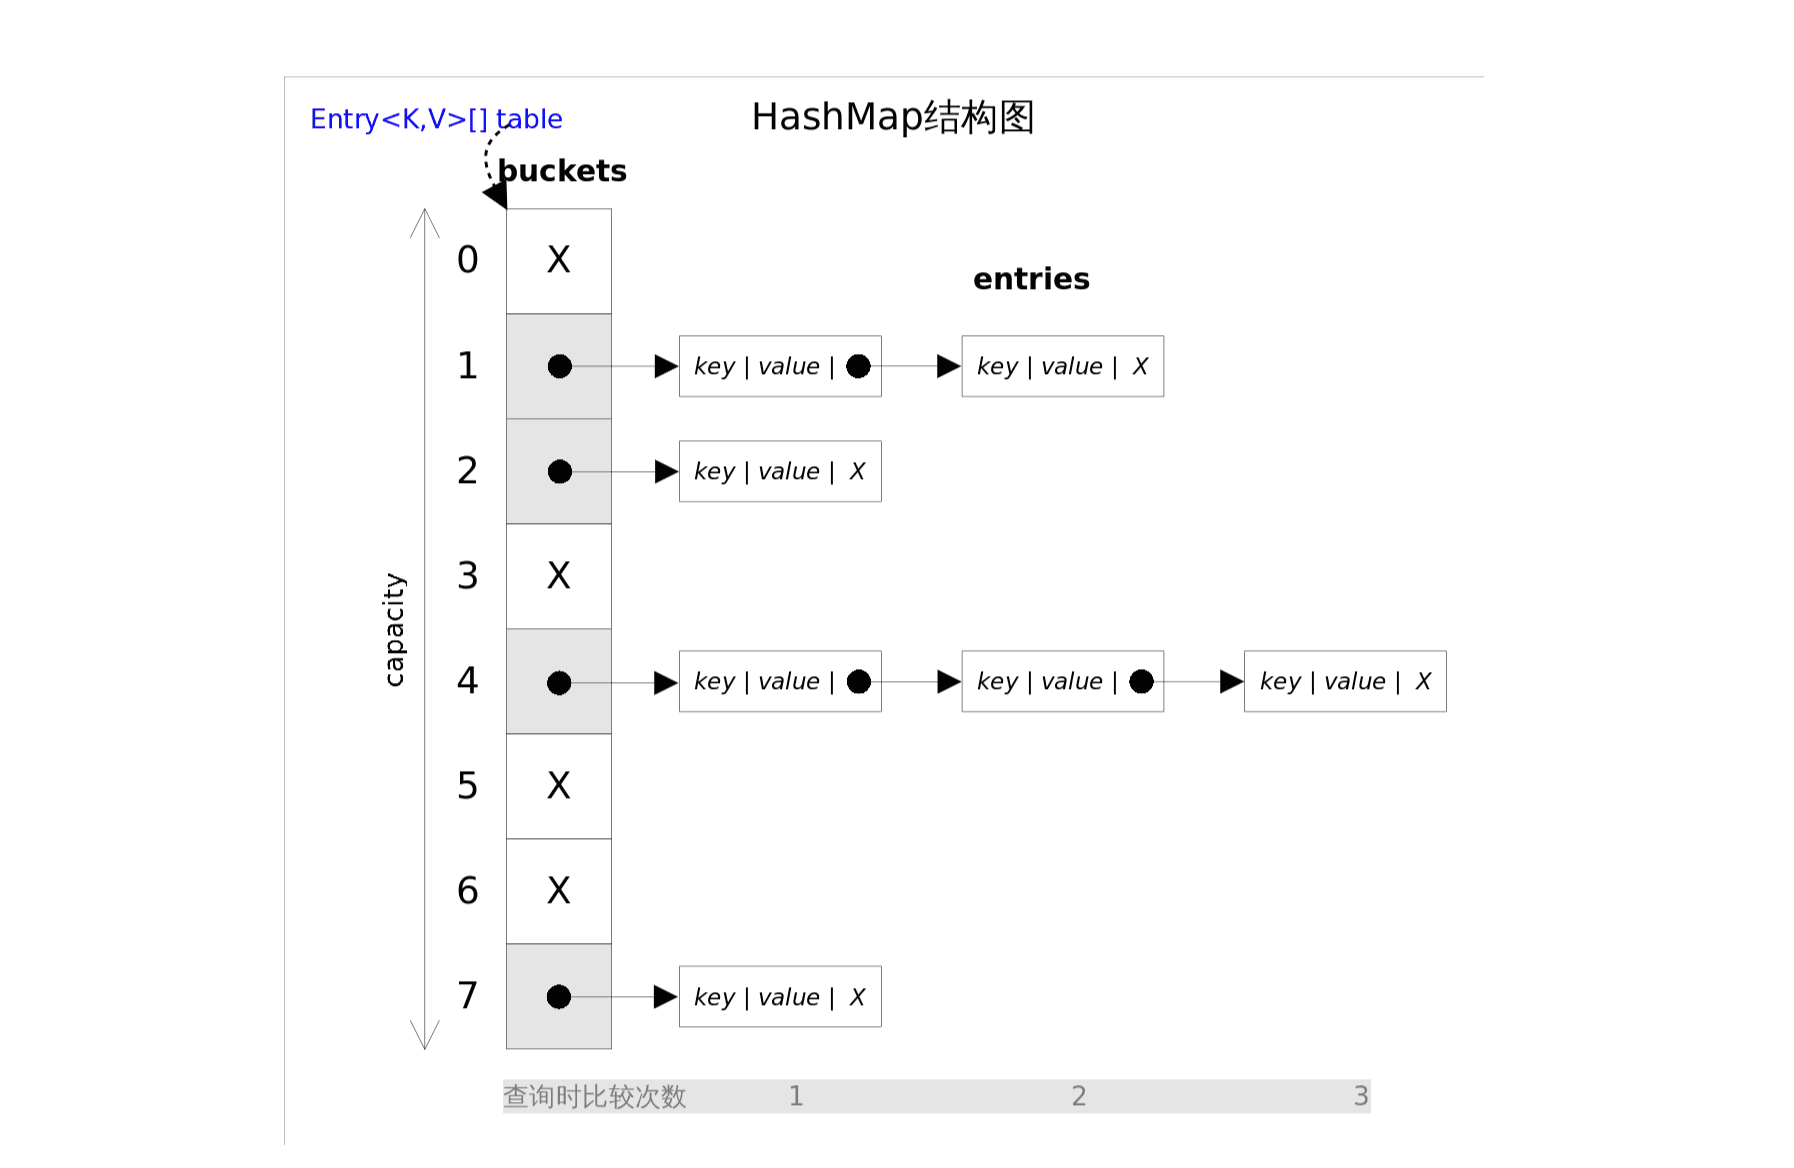 Entry<K,V>[] table
HashMap结构图
buckets
0 X
entries
1 key | value | key | value | X
2 key | value | X
3 X
capacity
4 key | value | key | value | key | value | X
5 X
6 X
7 key | value | X
查询时比较次数 1 2 3